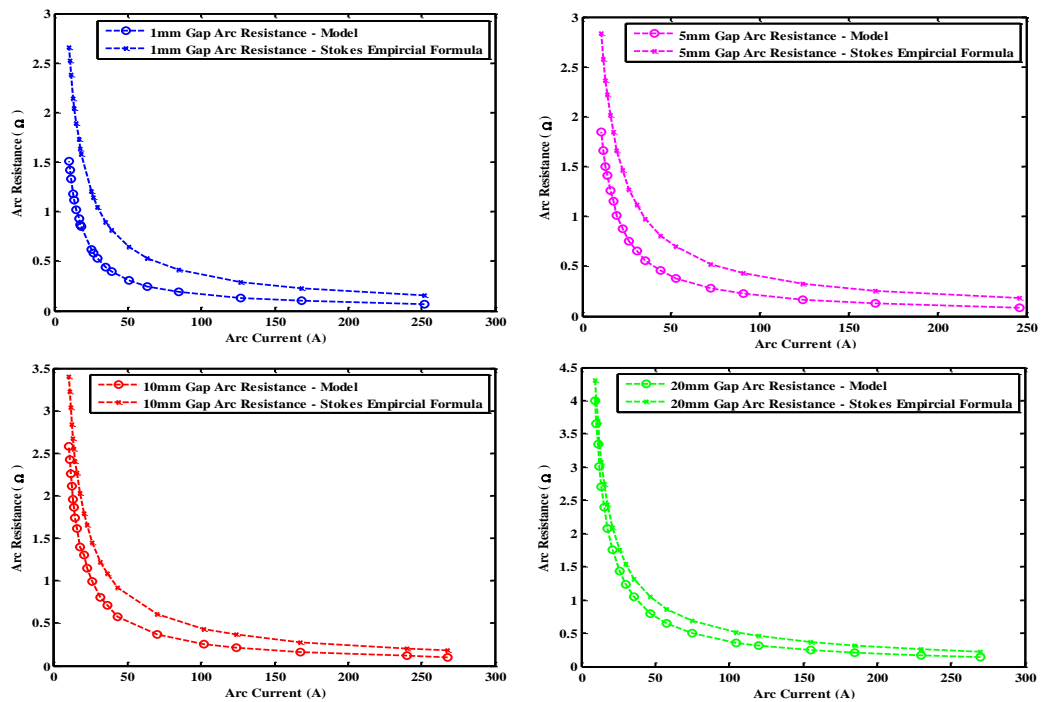 1mm Gap Arc Resistance - Model
1mm Gap Arc Resistance - Stokes Empircial Formula
Arc Resistance ( Ω )
3
2.5
2
1.5
1
0.5
0
0 50 100 150 200 250 300
Arc Current (A)
5mm Gap Arc Resistance - Model
5mm Gap Arc Resistance - Stokes Empircial Formula
Arc Resistance ( Ω )
3
2.5
2
1.5
1
0.5
0
0 50 100 150 200 250
Arc Current (A)
10mm Gap Arc Resistance - Model
10mm Gap Arc Resistance - Stokes Empircial Formula
Arc Resistance ( Ω )
3.5
3
2.5
2
1.5
1
0.5
0
0 50 100 150 200 250 300
Arc Current (A)
20mm Gap Arc Resistance - Model
20mm Gap Arc Resistance - Stokes Empircial Formula
Arc Resistance ( Ω )
4.5
4
3.5
3
2.5
2
1.5
1
0.5
0
0 50 100 150 200 250 300
Arc Current (A)